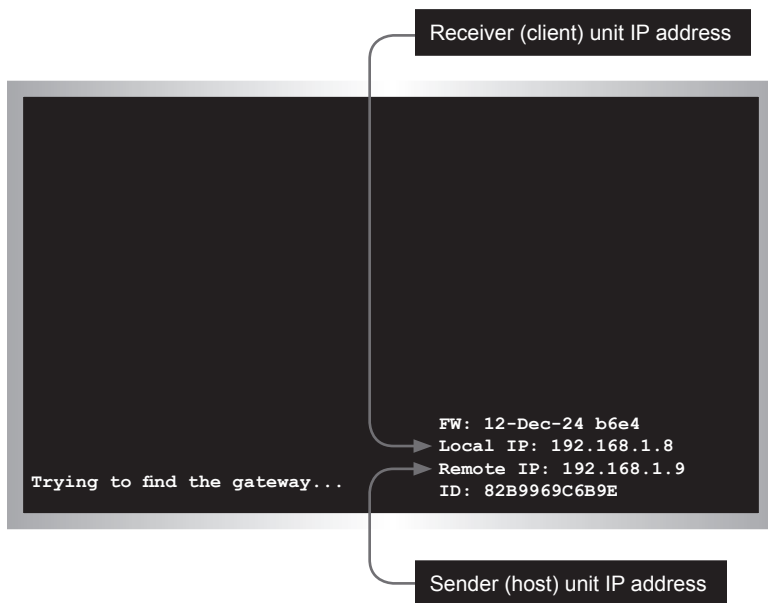 Receiver (client) unit IP address
FW: 12-Dec-24 b6e4
Local IP: 192.168.1.8
Remote IP: 192.168.1.9
Trying to find the gateway...
ID: 82B9969C6B9E
Sender (host) unit IP address